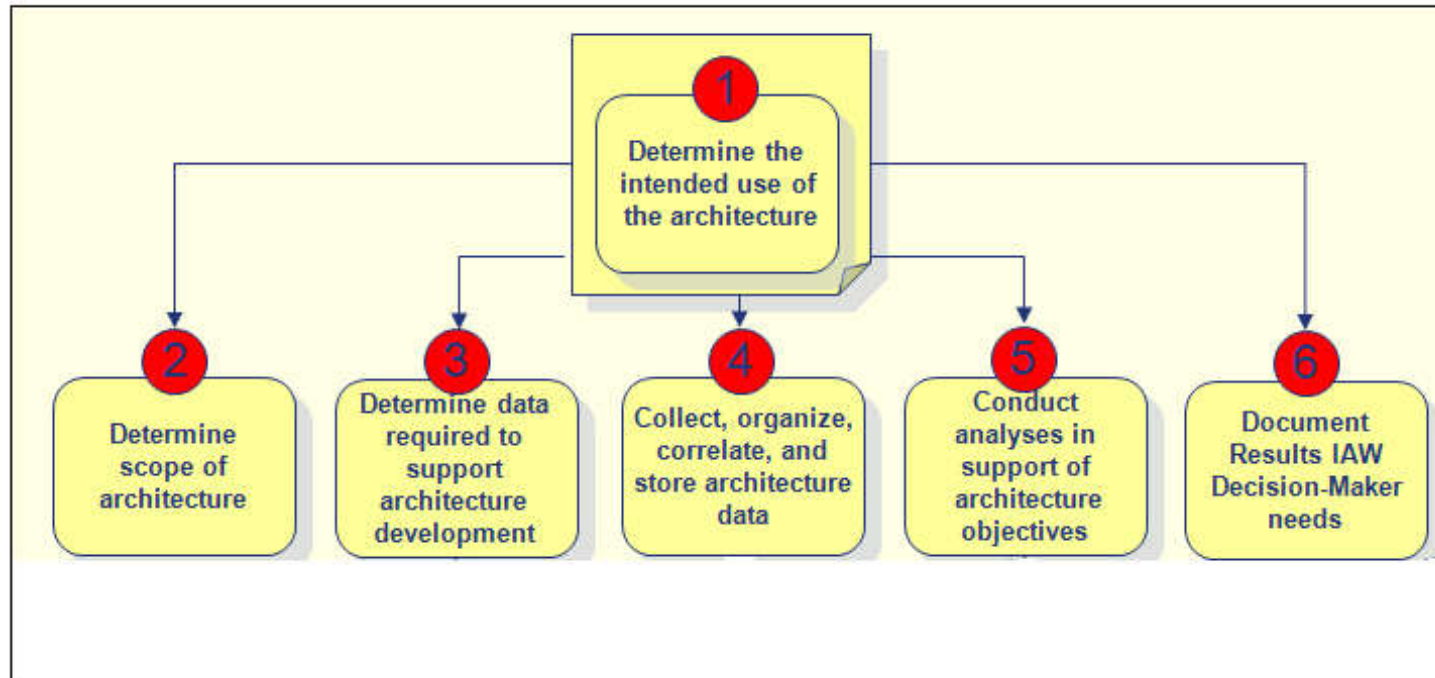 1
Determine the
intended use of
the architecture
2
Determine
scope of
architecture
3
Determine data
required to
support
architecture
development
4
Collect, organize,
correlate, and
store architecture
data
5
Conduct
analyses in
support of
architecture
objectives
6
Document
Results IAW
Decision-Maker
needs